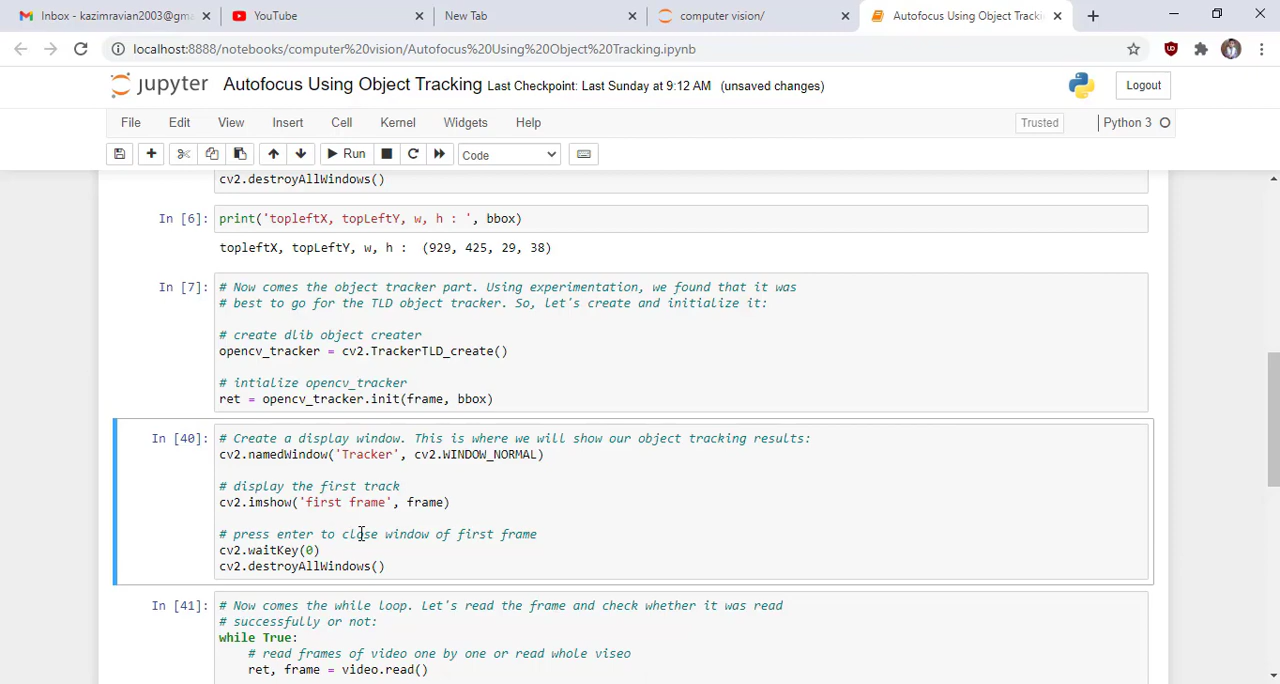 Inbox - kazimravian2003@gma
YouTube
New Tab
computer vision/
Autofocus Using Object Tracki
localhost:8888/notebooks/computer%20vision/Autofocus%20Using%20Object%20Tracking.ipynb
jupyter Autofocus Using Object Tracking Last Checkpoint: Last Sunday at 9:12 AM (unsaved changes)
Logout
File Edit View Insert Cell Kernel Widgets Help
Trusted
Python 3
Run
Code
cv2.destroyAllWindows()
In [6]: print('topleftX, topLeftY, w, h : ', bbox)
topleftX, topLeftY, w, h :  (929, 425, 29, 38)
In [7]: # Now comes the object tracker part. Using experimentation, we found that it was
# best to go for the TLD object tracker. So, let's create and initialize it:
# create dlib object creater
opencv_tracker = cv2.TrackerTLD_create()
# intialize opencv_tracker
ret = opencv_tracker.init(frame, bbox)
In [40]: # Create a display window. This is where we will show our object tracking results:
cv2.namedWindow('Tracker', cv2.WINDOW_NORMAL)
# display the first track
cv2.imshow('first frame', frame)
# press enter to close window of first frame
cv2.waitKey(0)
cv2.destroyAllWindows()
In [41]: # Now comes the while loop. Let's read the frame and check whether it was read
# successfully or not:
while True:
# read frames of video one by one or read whole viseo
ret, frame = video.read()